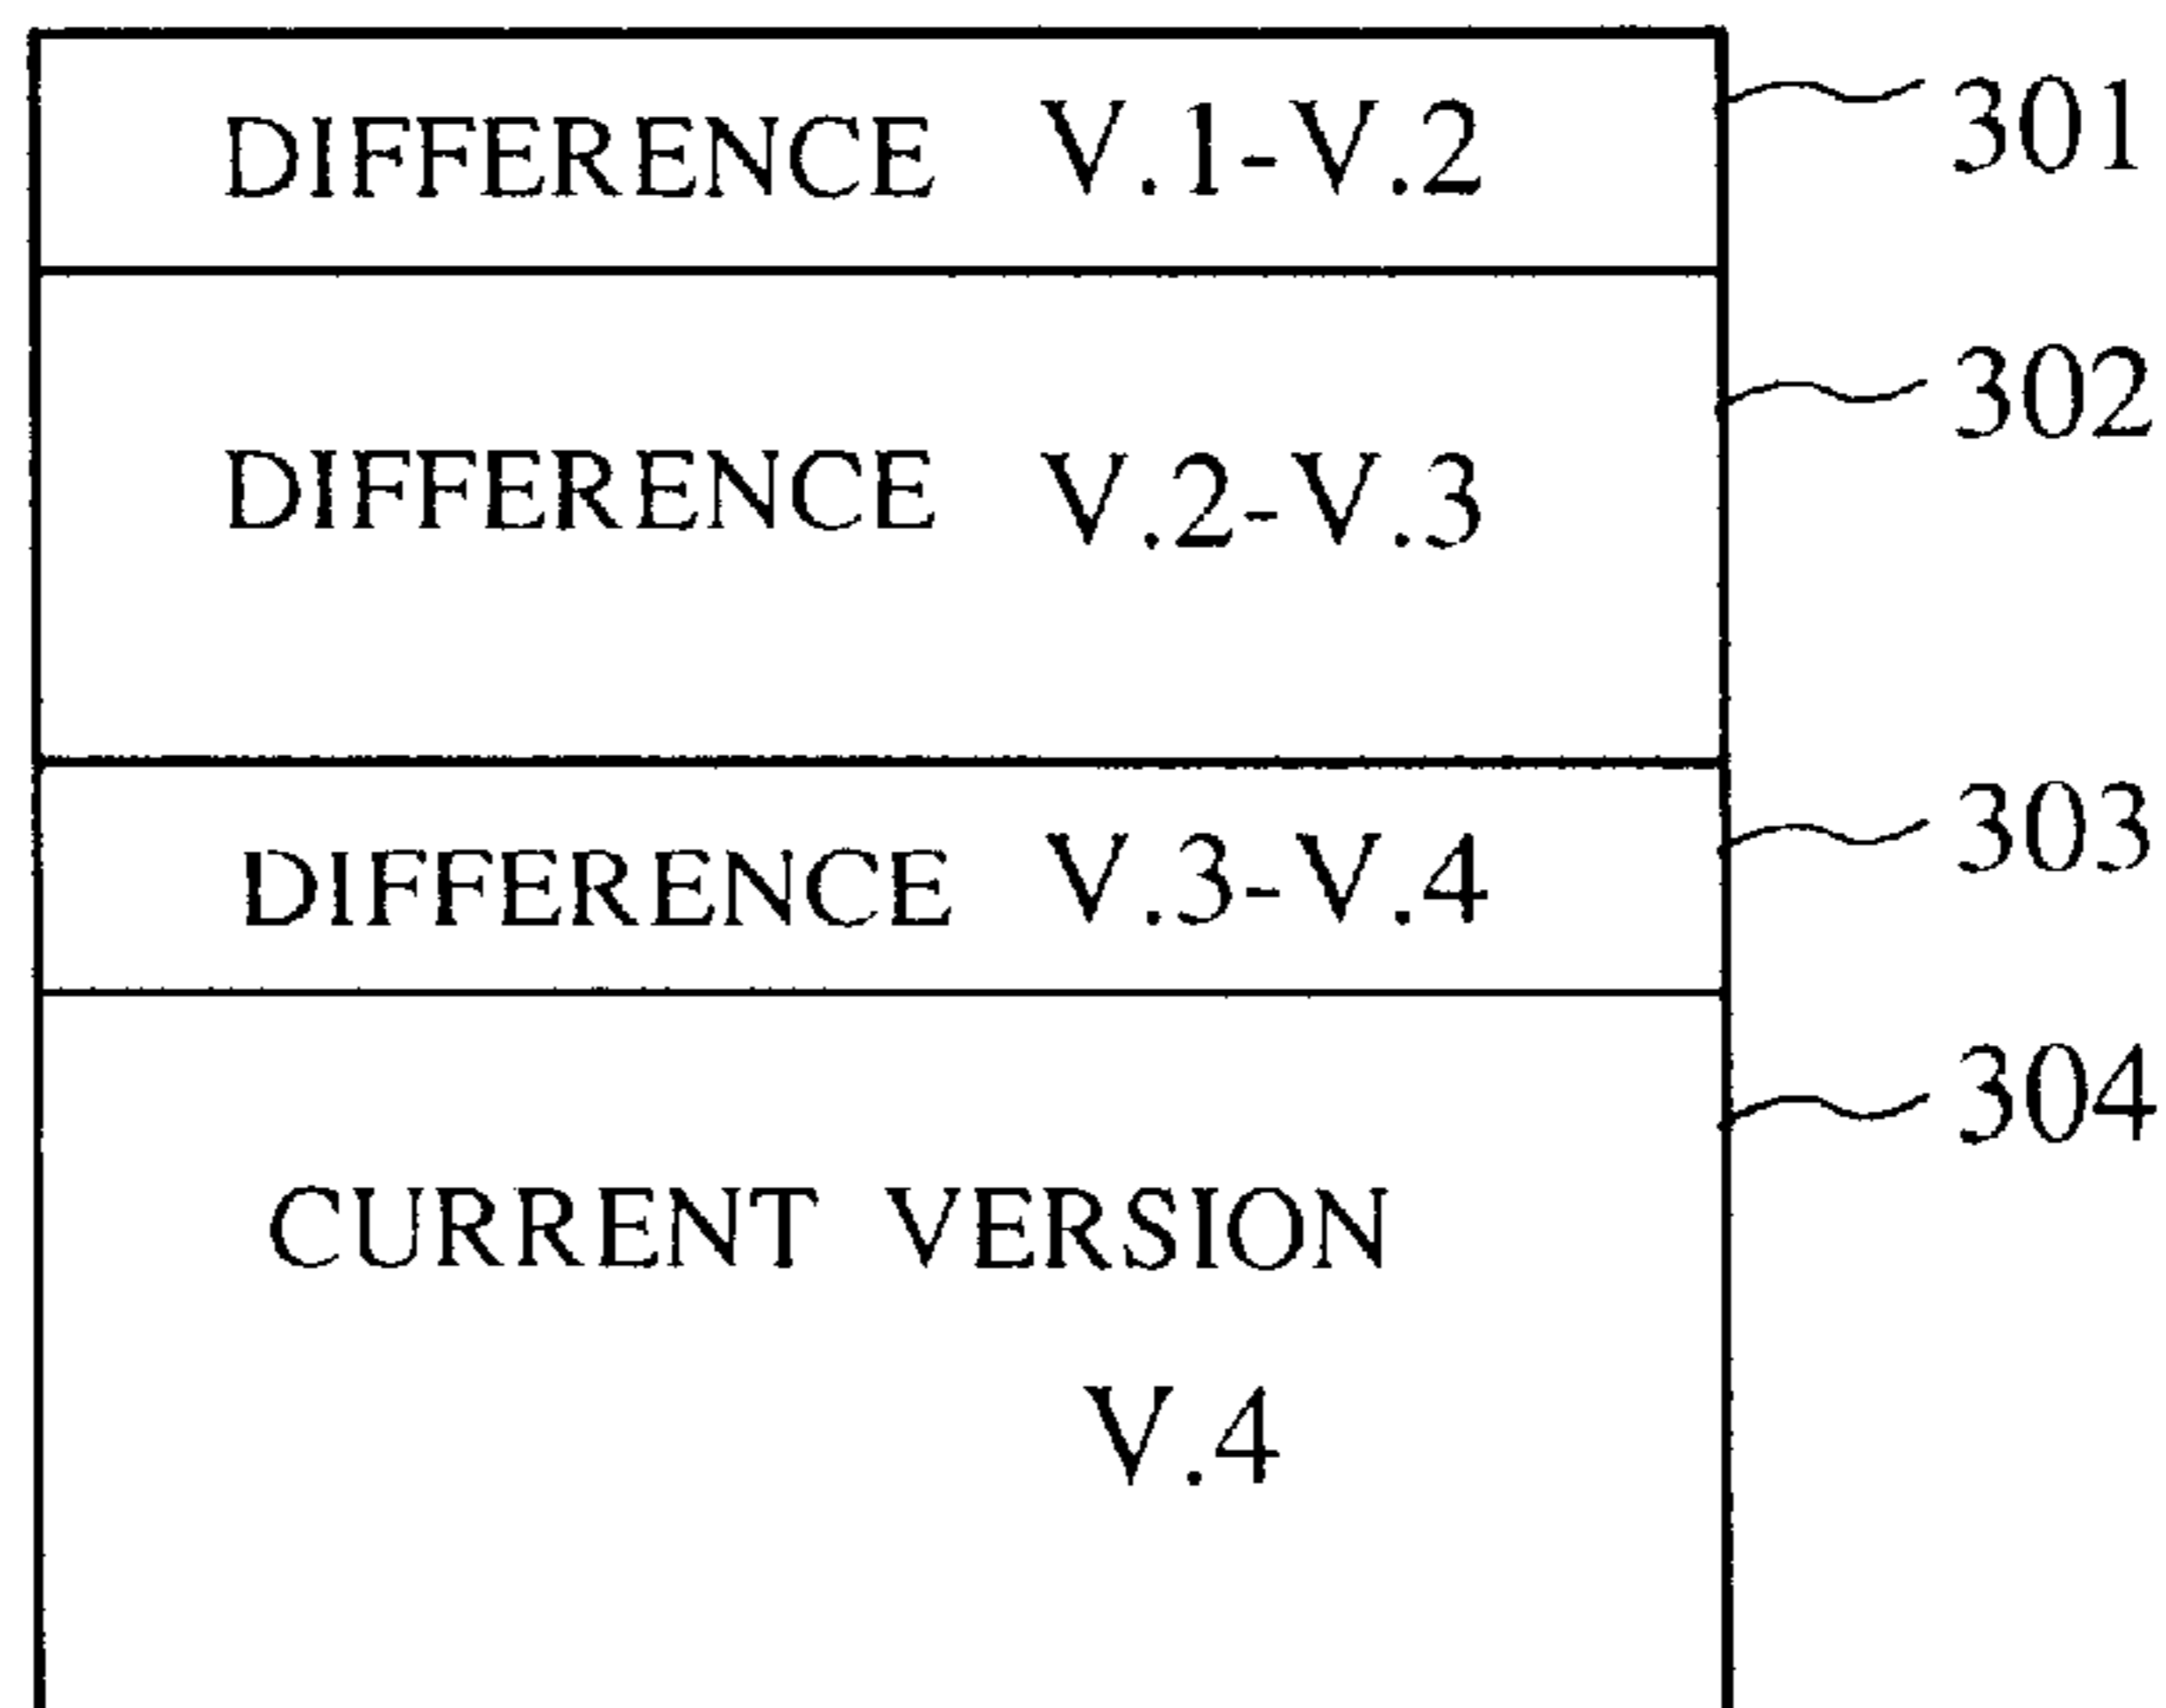 DIFFERENCE V.1-V.2 301
DIFFERENCE V.2-V.3 302
DIFFERENCE V.3-V.4 303
304
CURRENT VERSION
V.4